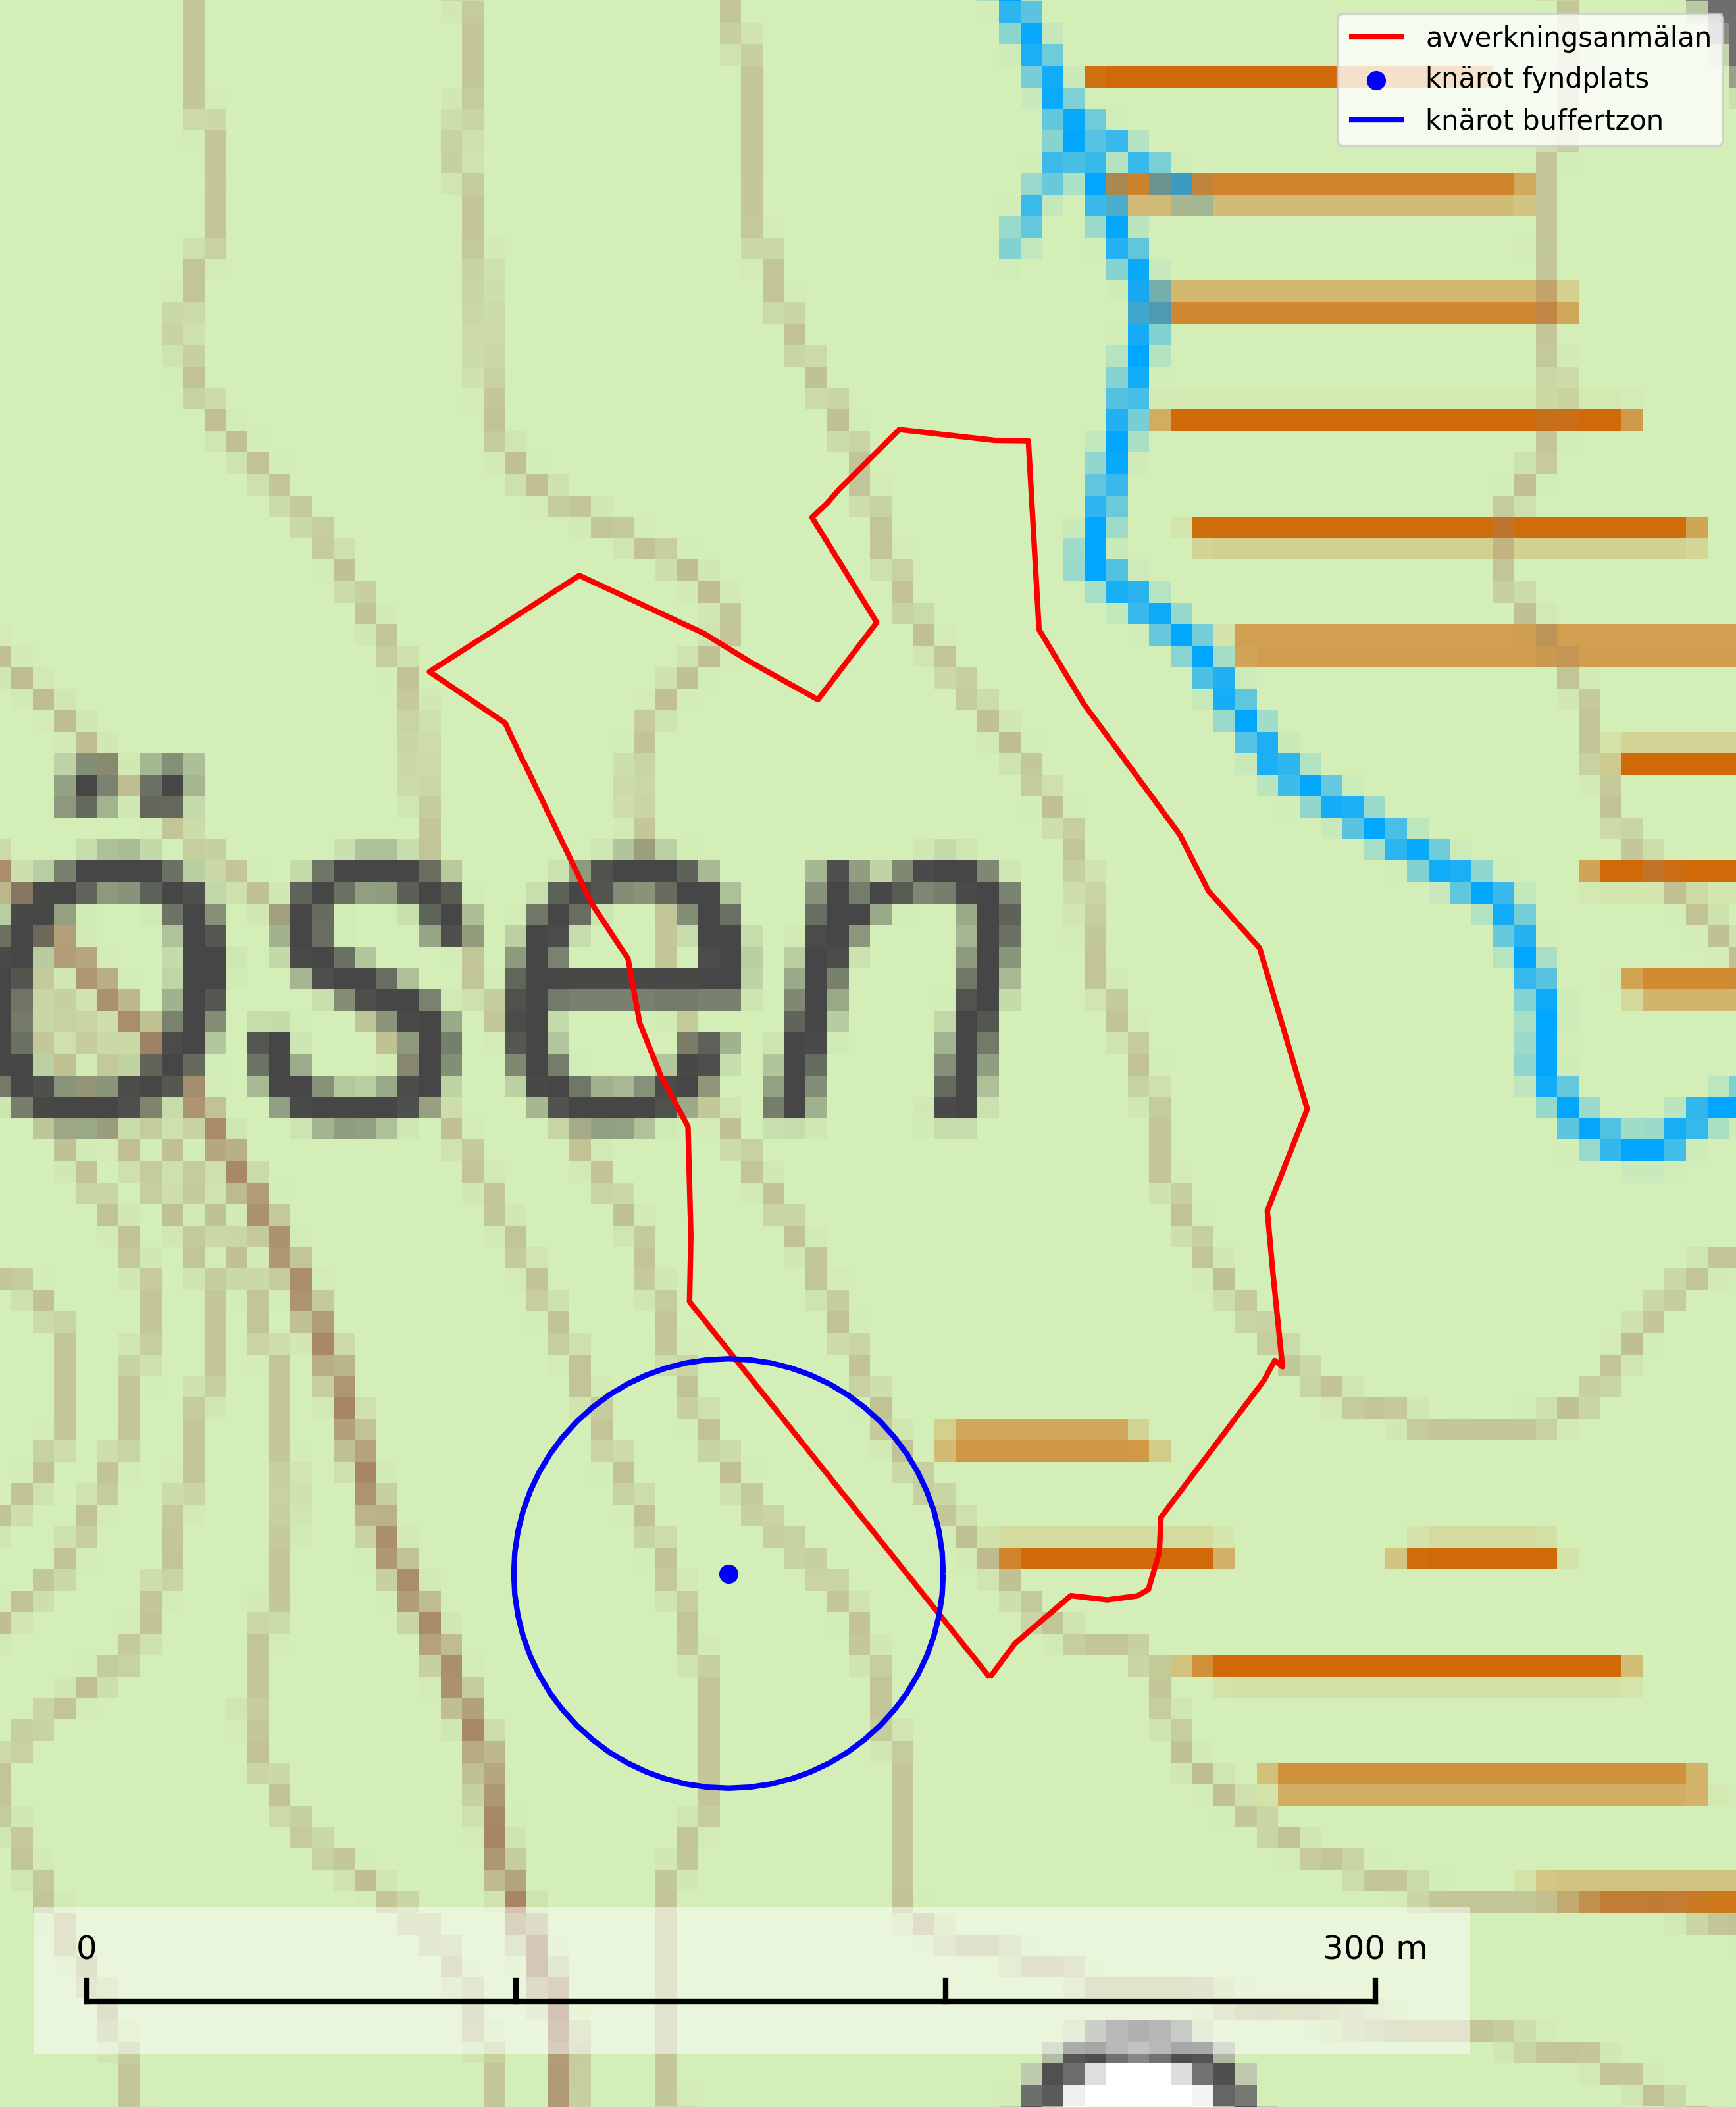 avverkningsanmälan
knärot fyndplats
knärot buffertzon
ösen
0 300 m